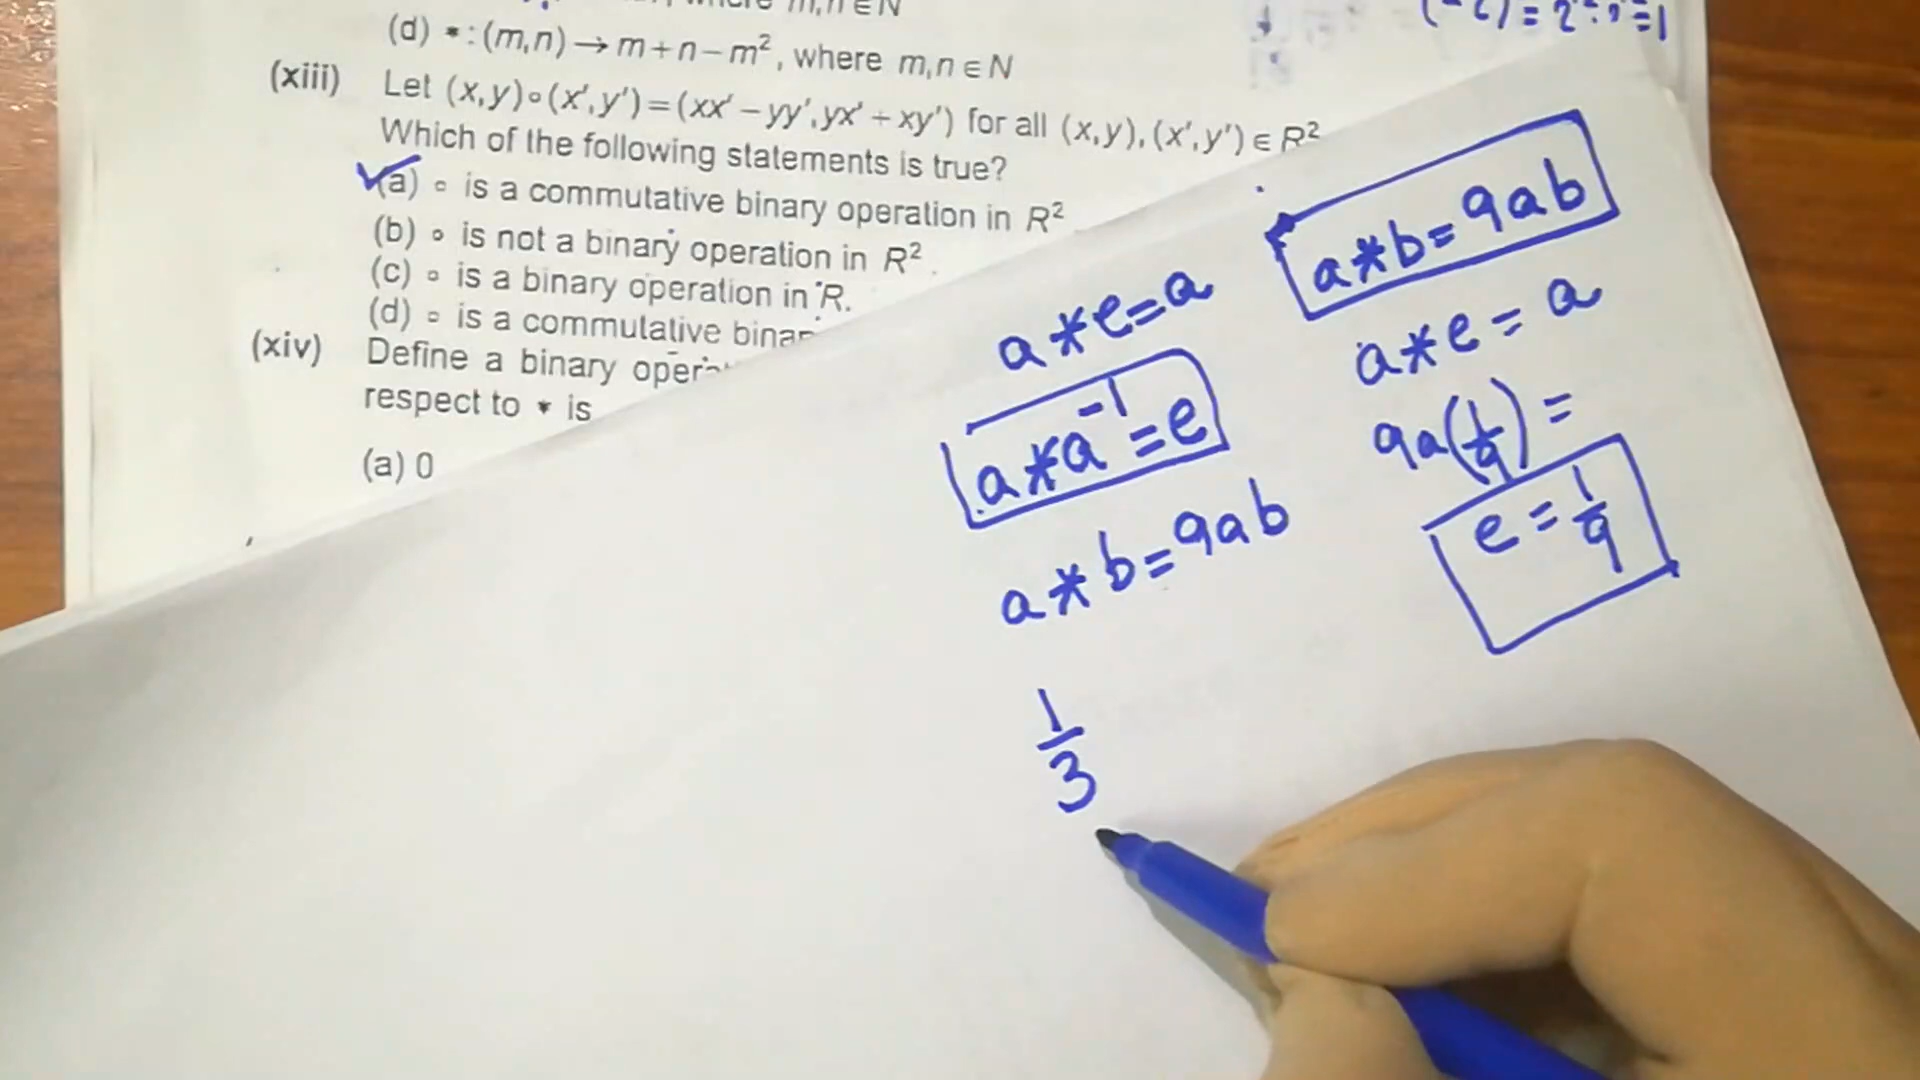 where m,n ∈ N
(d) * : (m,n) → m + n − m², where m,n ∈ N
(xiii) Let (x,y)∘(x′,y′) = (xx′ − yy′, yx′ + xy′) for all (x,y), (x′,y′) ∈ R²
Which of the following statements is true?
(a) ∘ is a commutative binary operation in R²
(b) ∘ is not a binary operation in R².
(c) ∘ is a binary operation in R.
(d) ∘ is a commutative
(xiv) Define a binary
respect to * is
(a) 0
a*e=a
a*a⁻¹=e
a*b=9ab
1/3
a*b=9ab
a*e=a
9a(1/9)=
e=1/9